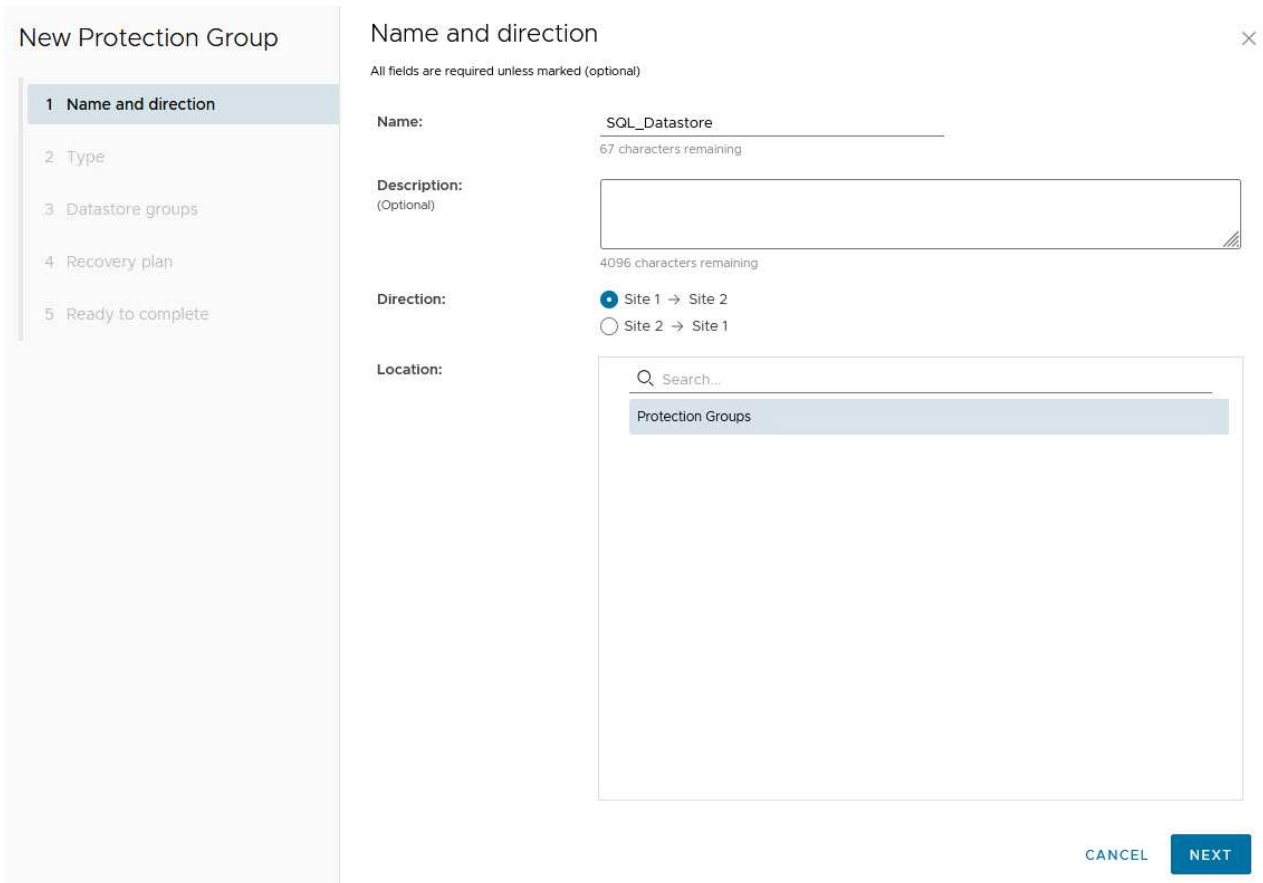 New Protection Group
1 Name and direction
2 Type
3 Datastore groups
4 Recovery plan
5 Ready to complete
Name and direction
All fields are required unless marked (optional)
Name:
SQL_Datastore
67 characters remaining
Description:
(Optional)
4096 characters remaining
Direction:
Site 1 → Site 2
Site 2 → Site 1
Location:
Search...
Protection Groups
CANCEL
NEXT